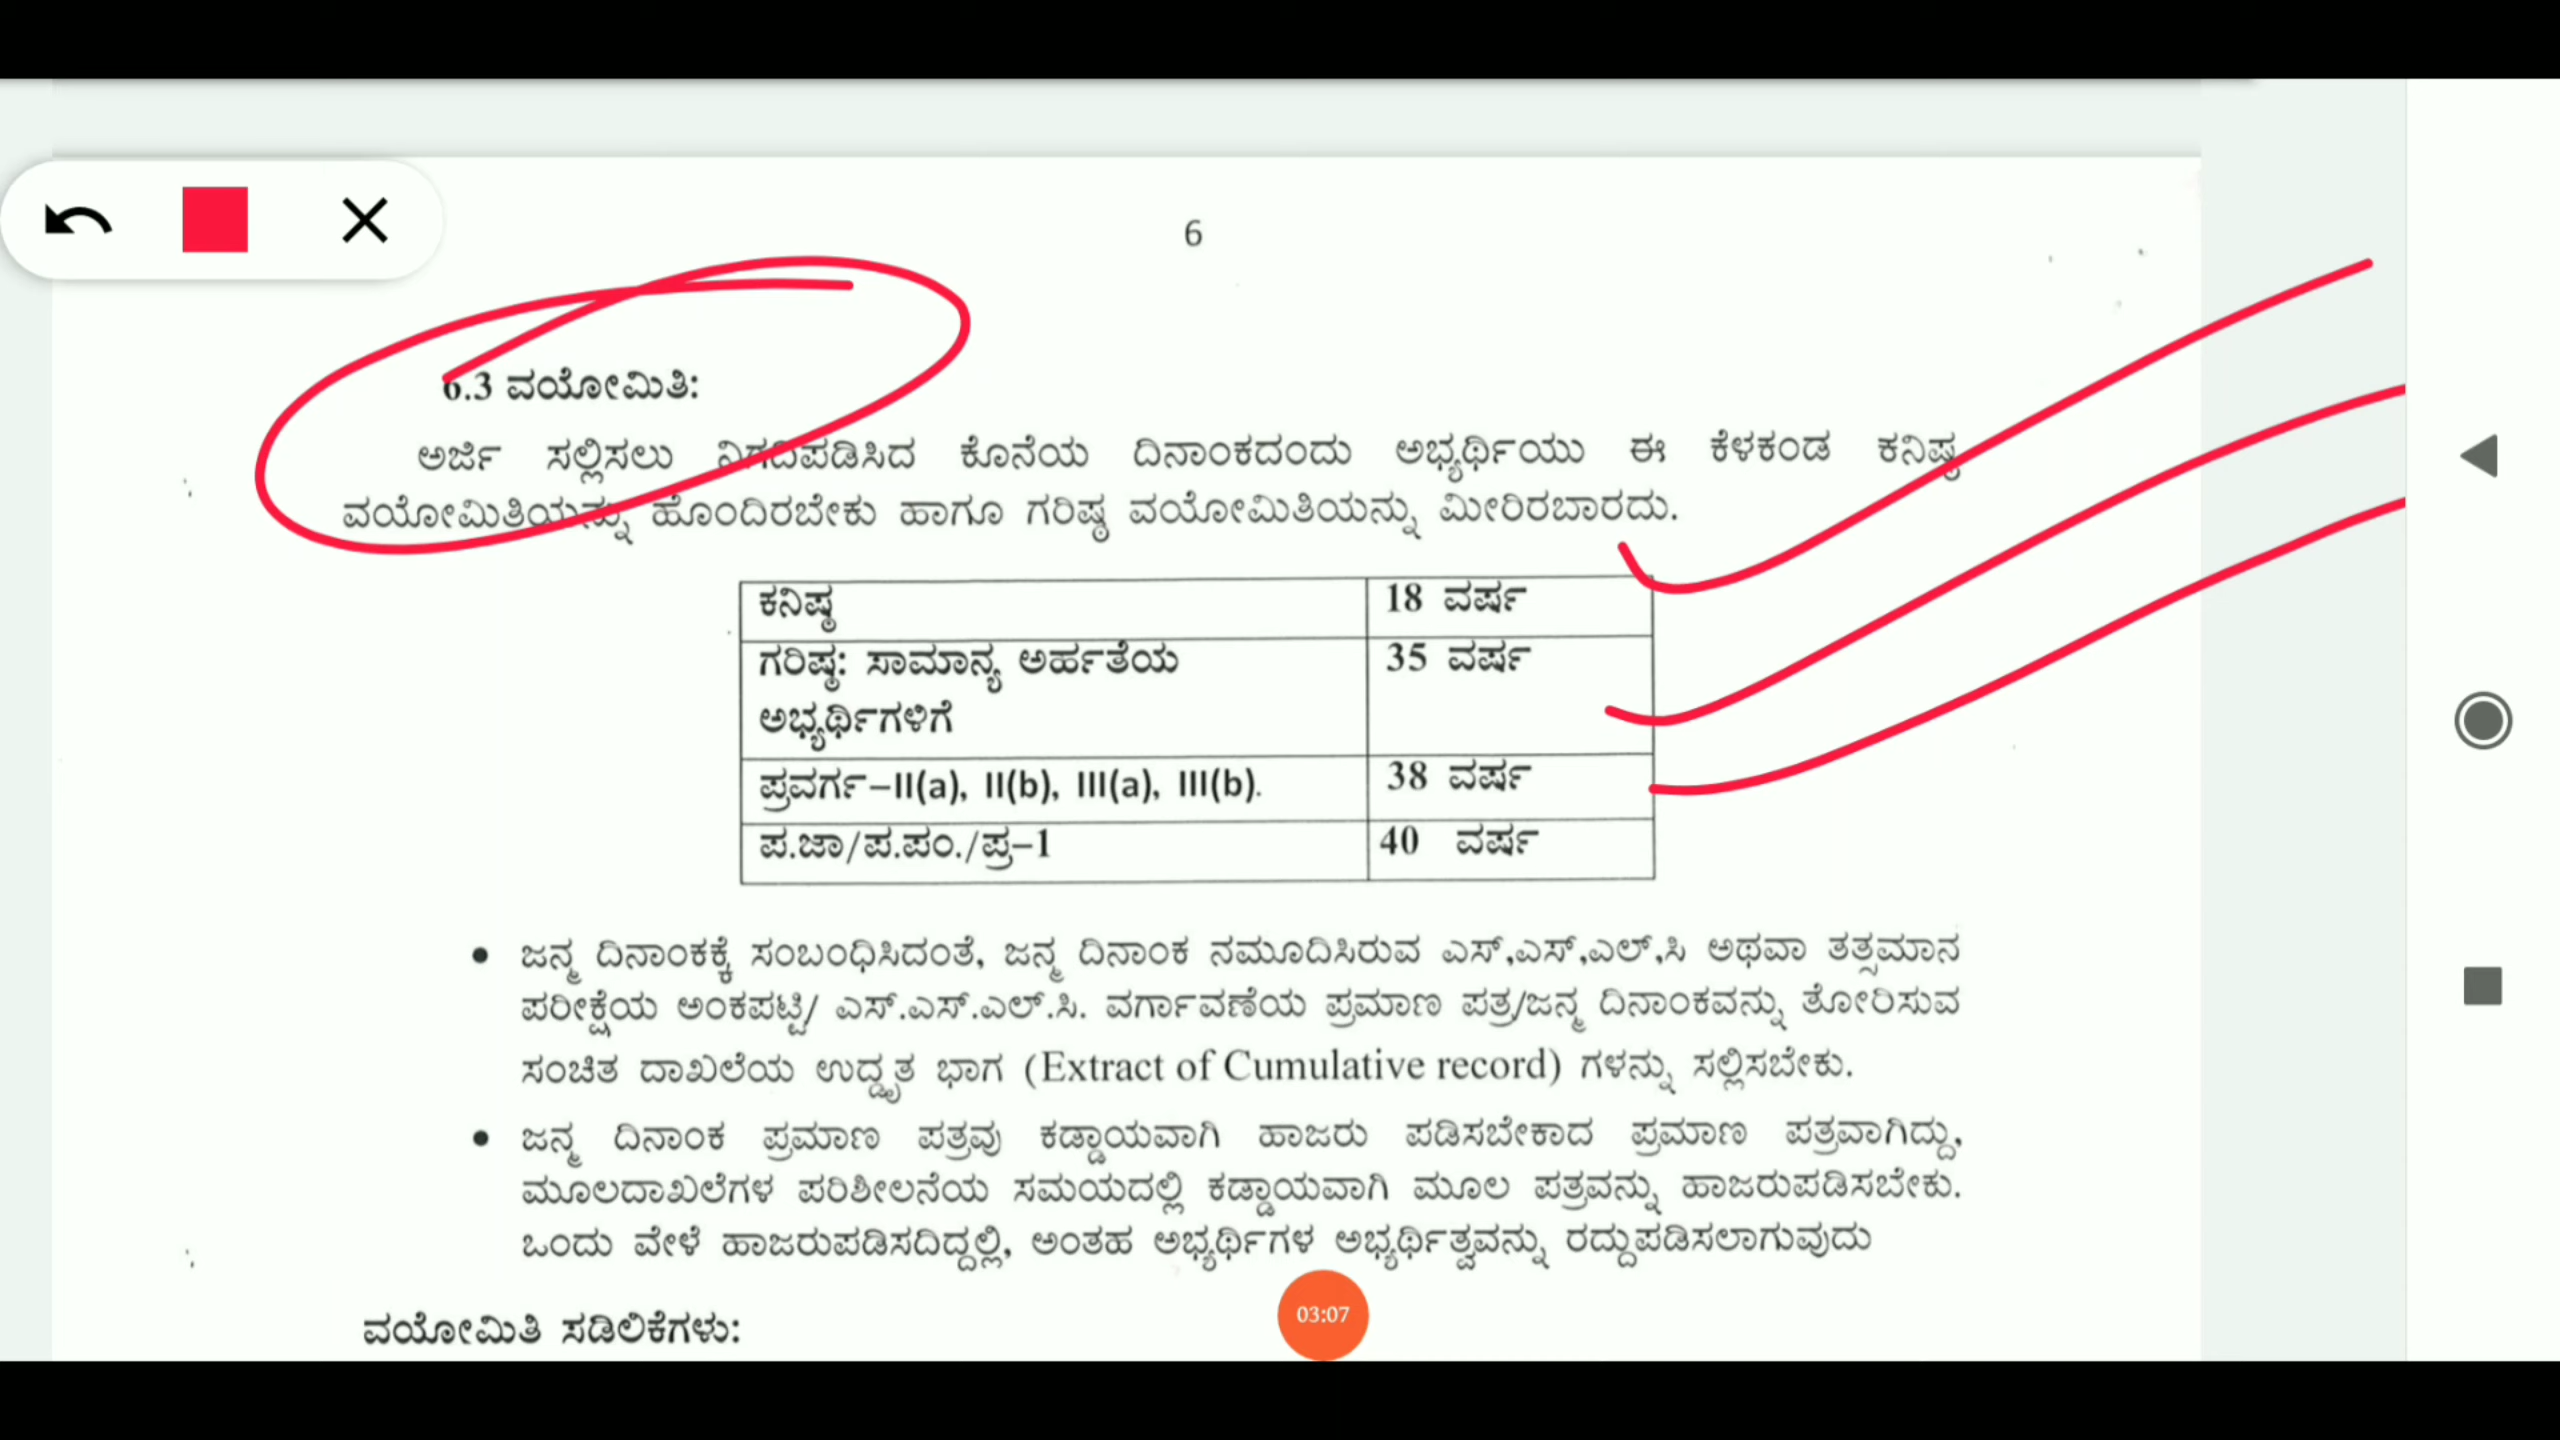 6
6.3 ವಯೋಮಿತಿ:
ಅರ್ಜಿ ಸಲ್ಲಿಸಲು ನಿಗದಿಪಡಿಸಿದ ಕೊನೆಯ ದಿನಾಂಕದಂದು ಅಭ್ಯರ್ಥಿಯು ಈ ಕೆಳಕಂಡ ಕನಿಷ್ಠ
ವಯೋಮಿತಿಯನ್ನು ಹೊಂದಿರಬೇಕು ಹಾಗೂ ಗರಿಷ್ಠ ವಯೋಮಿತಿಯನ್ನು ಮೀರಿರಬಾರದು.
ಕನಿಷ್ಠ 18 ವರ್ಷ
ಗರಿಷ್ಠ: ಸಾಮಾನ್ಯ ಅರ್ಹತೆಯ 35 ವರ್ಷ
ಅಭ್ಯರ್ಥಿಗಳಿಗೆ
ಪ್ರವರ್ಗ–II(a), II(b), III(a), III(b). 38 ವರ್ಷ
ಪ.ಜಾ/ಪ.ಪಂ./ಪ್ರ–1 40 ವರ್ಷ
• ಜನ್ಮ ದಿನಾಂಕಕ್ಕೆ ಸಂಬಂಧಿಸಿದಂತೆ, ಜನ್ಮ ದಿನಾಂಕ ನಮೂದಿಸಿರುವ ಎಸ್,ಎಸ್,ಎಲ್,ಸಿ ಅಥವಾ ತತ್ಸಮಾನ
ಪರೀಕ್ಷೆಯ ಅಂಕಪಟ್ಟಿ/ ಎಸ್.ಎಸ್.ಎಲ್.ಸಿ. ವರ್ಗಾವಣೆಯ ಪ್ರಮಾಣ ಪತ್ರ/ಜನ್ಮ ದಿನಾಂಕವನ್ನು ತೋರಿಸುವ
ಸಂಚಿತ ದಾಖಲೆಯ ಉದ್ಧೃತ ಭಾಗ (Extract of Cumulative record) ಗಳನ್ನು ಸಲ್ಲಿಸಬೇಕು.
• ಜನ್ಮ ದಿನಾಂಕ ಪ್ರಮಾಣ ಪತ್ರವು ಕಡ್ಡಾಯವಾಗಿ ಹಾಜರು ಪಡಿಸಬೇಕಾದ ಪ್ರಮಾಣ ಪತ್ರವಾಗಿದ್ದು,
ಮೂಲದಾಖಲೆಗಳ ಪರಿಶೀಲನೆಯ ಸಮಯದಲ್ಲಿ ಕಡ್ಡಾಯವಾಗಿ ಮೂಲ ಪತ್ರವನ್ನು ಹಾಜರುಪಡಿಸಬೇಕು.
ಒಂದು ವೇಳೆ ಹಾಜರುಪಡಿಸದಿದ್ದಲ್ಲಿ, ಅಂತಹ ಅಭ್ಯರ್ಥಿಗಳ ಅಭ್ಯರ್ಥಿತ್ವವನ್ನು ರದ್ದುಪಡಿಸಲಾಗುವುದು
ವಯೋಮಿತಿ ಸಡಿಲಿಕೆಗಳು:
03:07